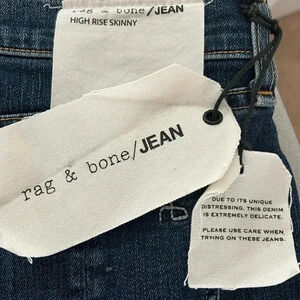 rag & bone/JEAN
HIGH RISE SKINNY
rag & bone/JEAN
DUE TO ITS UNIQUE
DISTRESSING, THIS DENIM
IS EXTREMELY DELICATE.
PLEASE USE CARE WHEN
TRYING ON THESE JEANS.